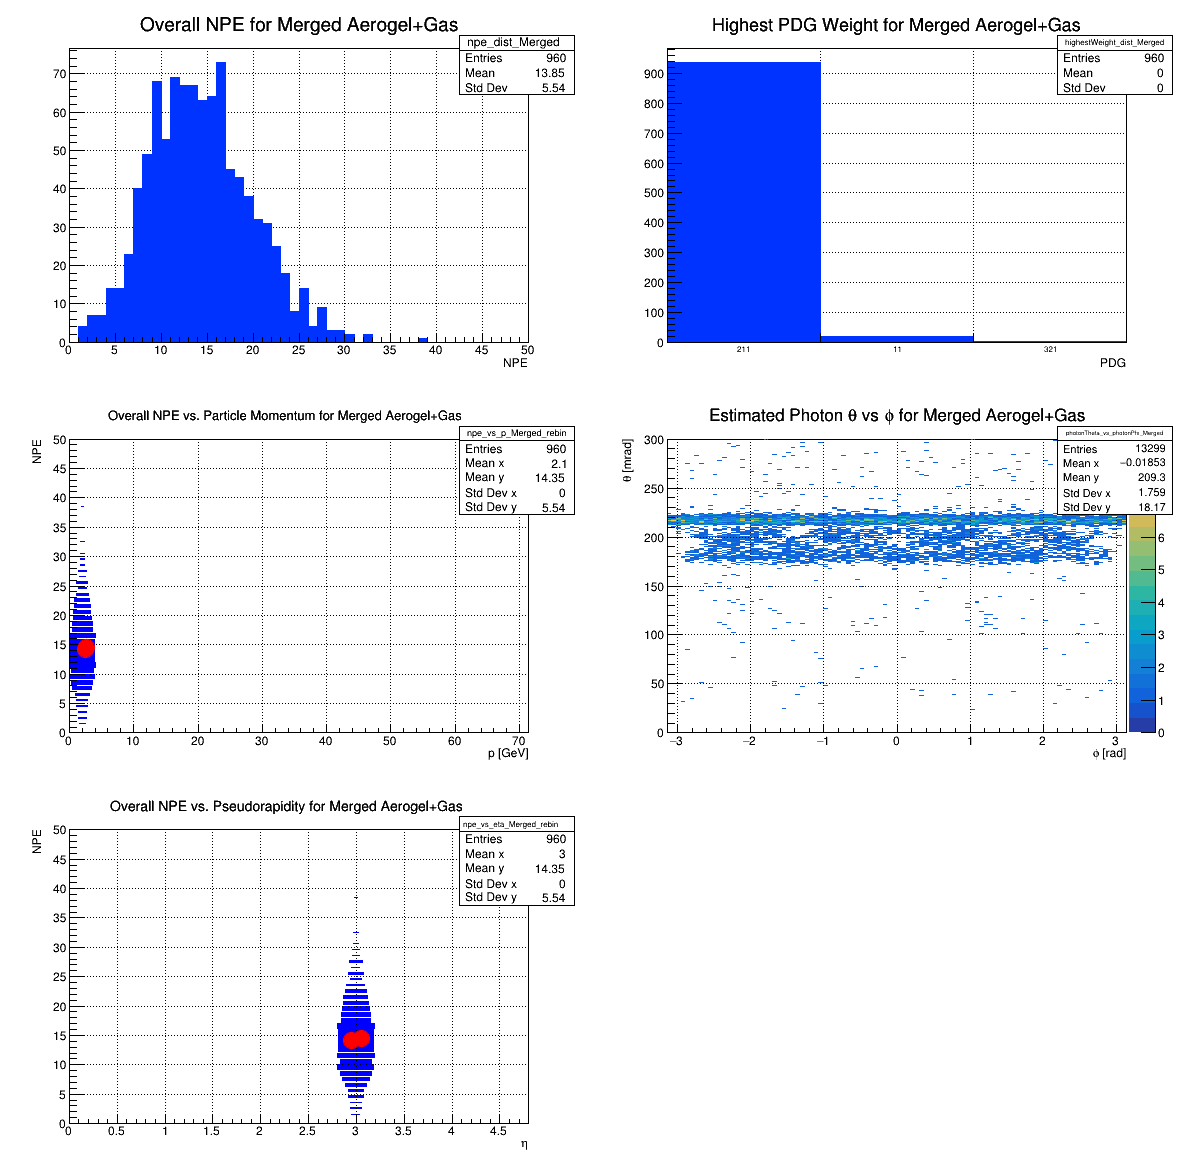 Overall NPE for Merged Aerogel+Gas
npe_dist_Merged
Entries 960
Mean 13.85
Std Dev 5.54
70
60
50
40
30
20
10
0
0 5 10 15 20 25 30 35 40 45 50
NPE
Highest PDG Weight for Merged Aerogel+Gas
highestWeight_dist_Merged
Entries 960
Mean 0
Std Dev 0
900
800
700
600
500
400
300
200
100
0
211 11 321
PDG
Overall NPE vs. Particle Momentum for Merged Aerogel+Gas
npe_vs_p_Merged_rebin
Entries 960
Mean x 2.1
Mean y 14.35
Std Dev x 0
Std Dev y 5.54
NPE
50
45
40
35
30
25
20
15
10
5
0
0 10 20 30 40 50 60 70
p [GeV]
Estimated Photon θ vs ϕ for Merged Aerogel+Gas
photonTheta_vs_photonPhi_Merged
Entries 13299
Mean x −0.01853
Mean y 209.3
Std Dev x 1.759
Std Dev y 18.17
θ [mrad]
300
250
200
150
100
50
0
−3 −2 −1 0 1 2 3
ϕ [rad]
6
5
4
3
2
1
0
Overall NPE vs. Pseudorapidity for Merged Aerogel+Gas
npe_vs_eta_Merged_rebin
Entries 960
Mean x 3
Mean y 14.35
Std Dev x 0
Std Dev y 5.54
NPE
50
45
40
35
30
25
20
15
10
5
0
0 0.5 1 1.5 2 2.5 3 3.5 4 4.5
η